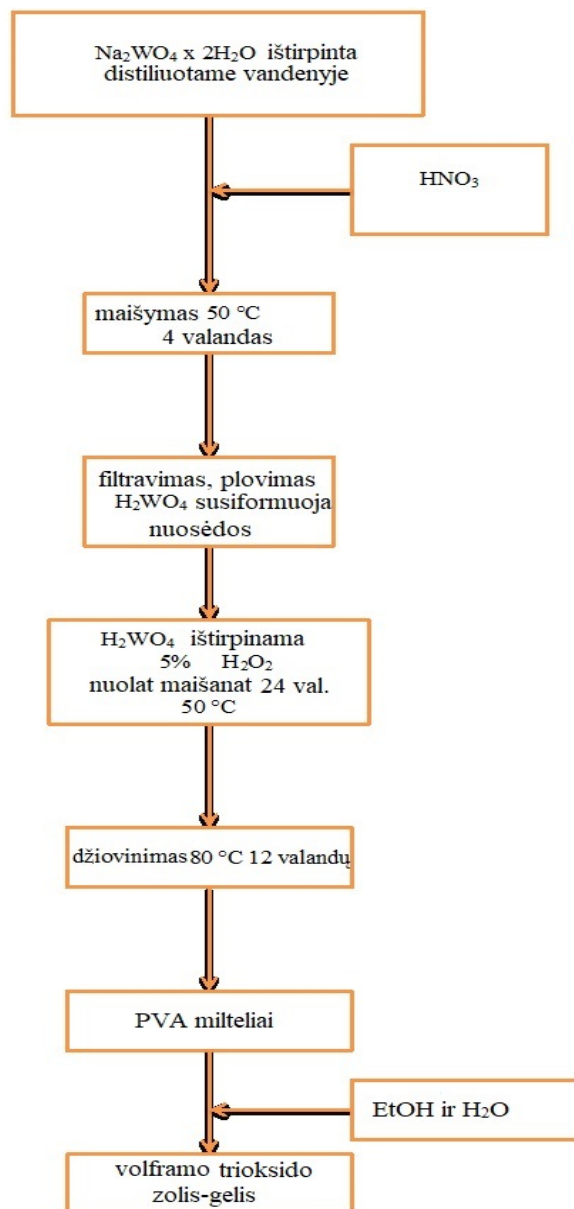 Na₂WO₄ x 2H₂O ištirpinta
distiliuotame vandenyje
HNO₃
maišymas 50 °C
4 valandas
filtravimas, plovimas
H₂WO₄ susiformuoja
nuosėdos
H₂WO₄ ištirpinama
5% H₂O₂
nuolat maišanat 24 val.
50 °C
džiovinimas 80 °C 12 valandų
PVA milteliai
EtOH ir H₂O
volframo trioksido
zolis-gelis